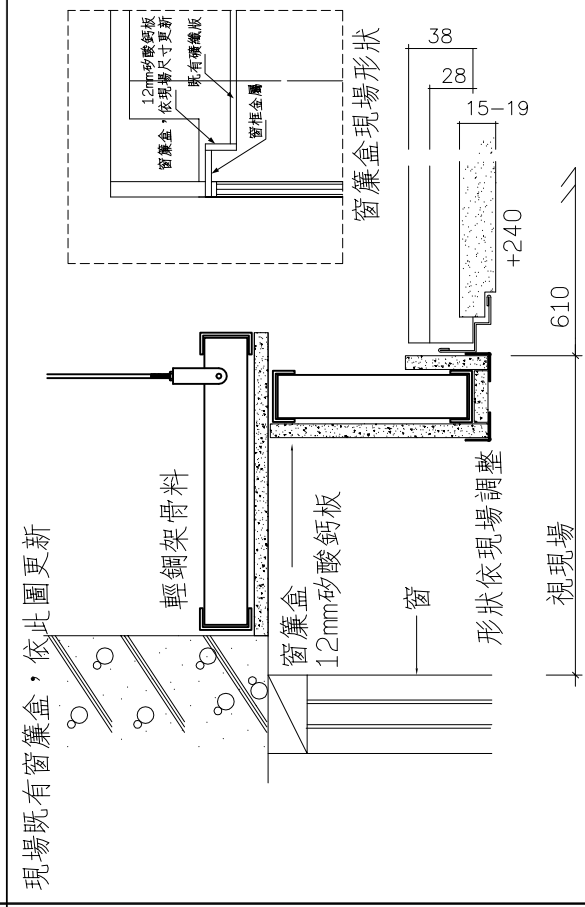 現場既有窗簾盒，依此圖更新
輕鋼架骨料
窗簾盒
12mm矽酸鈣板
窗
形狀依現場調整
視現場
610
+240
15-19
28
38
12mm矽酸鈣板
窗簾盒，依現場尺寸更新
既有礦纖版
窗框金屬
窗簾盒現場形狀